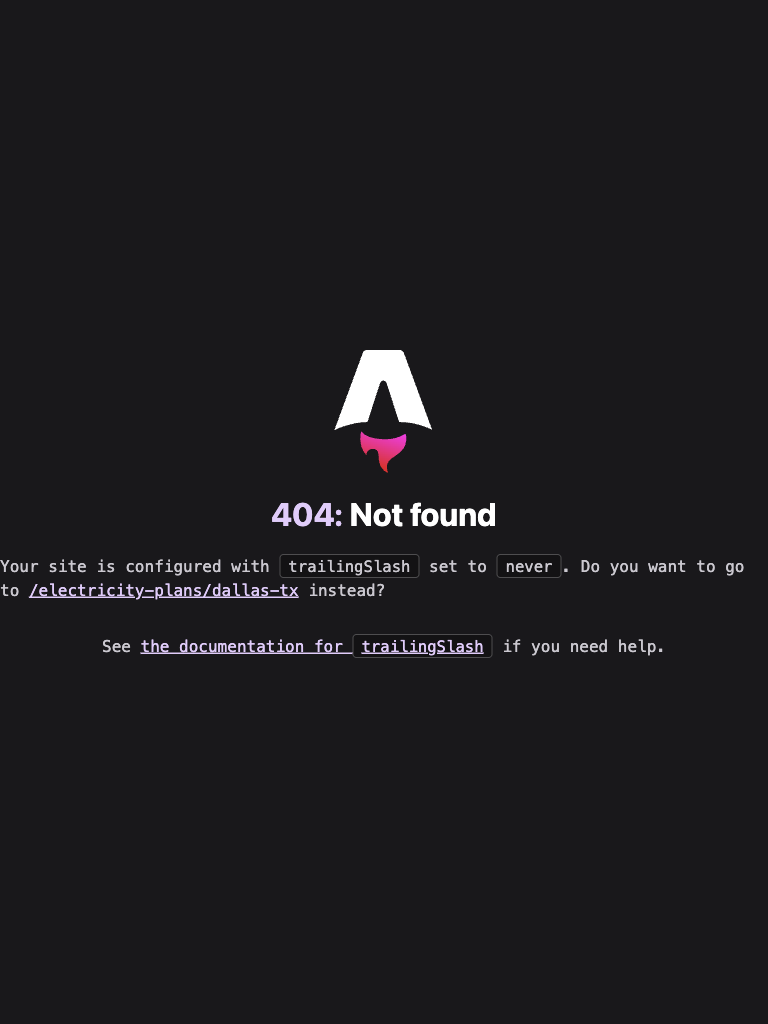 404: Not found
Your site is configured with trailingSlash set to never. Do you want to go
to /electricity-plans/dallas-tx instead?
See the documentation for trailingSlash if you need help.